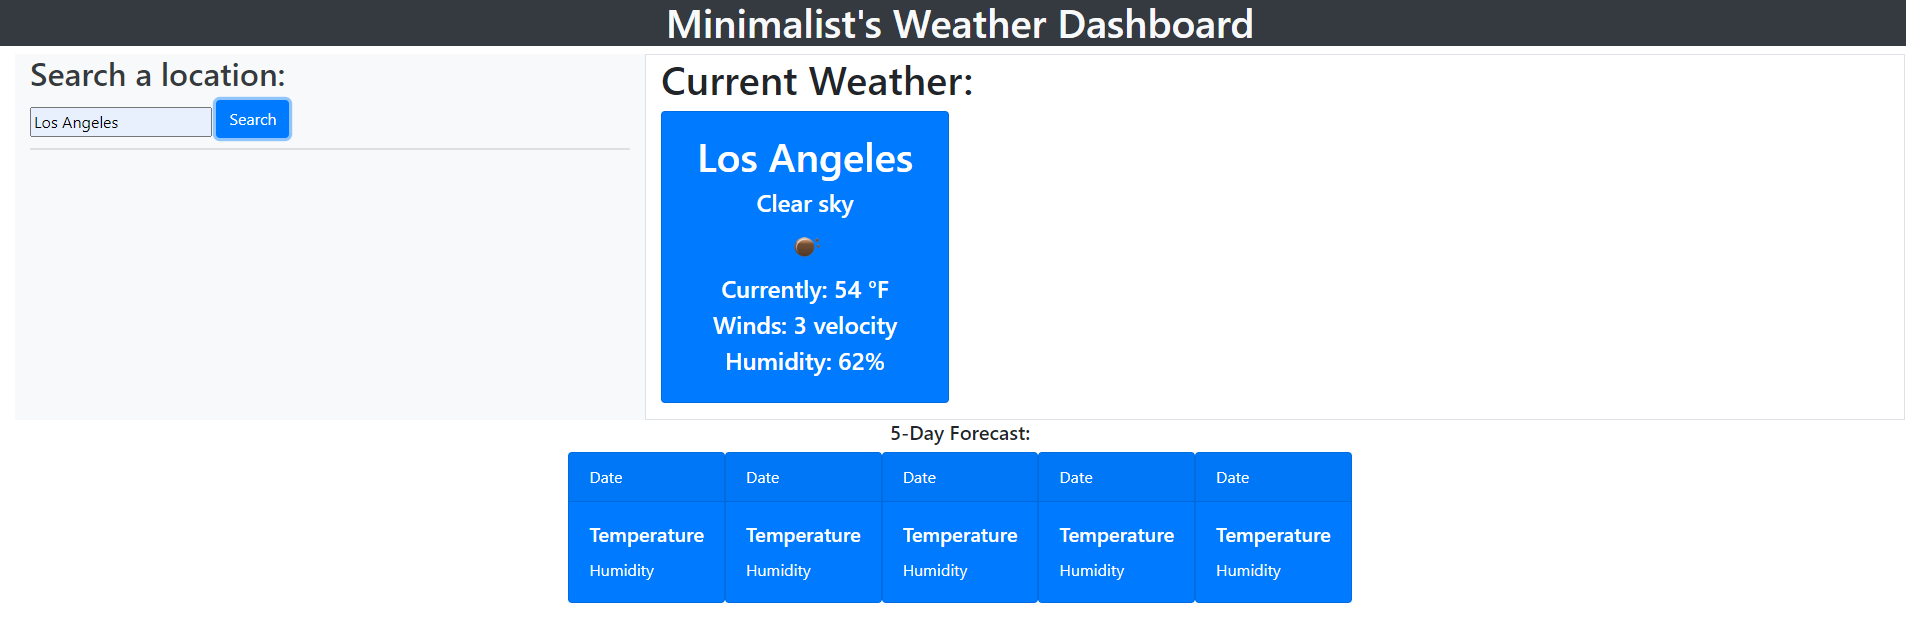 Minimalist's Weather Dashboard
Search a location:
Los Angeles
Search
Current Weather:
Los Angeles
Clear sky
Currently: 54 °F
Winds: 3 velocity
Humidity: 62%
5-Day Forecast:
Date Date Date Date Date
Temperature Temperature Temperature Temperature Temperature
Humidity Humidity Humidity Humidity Humidity